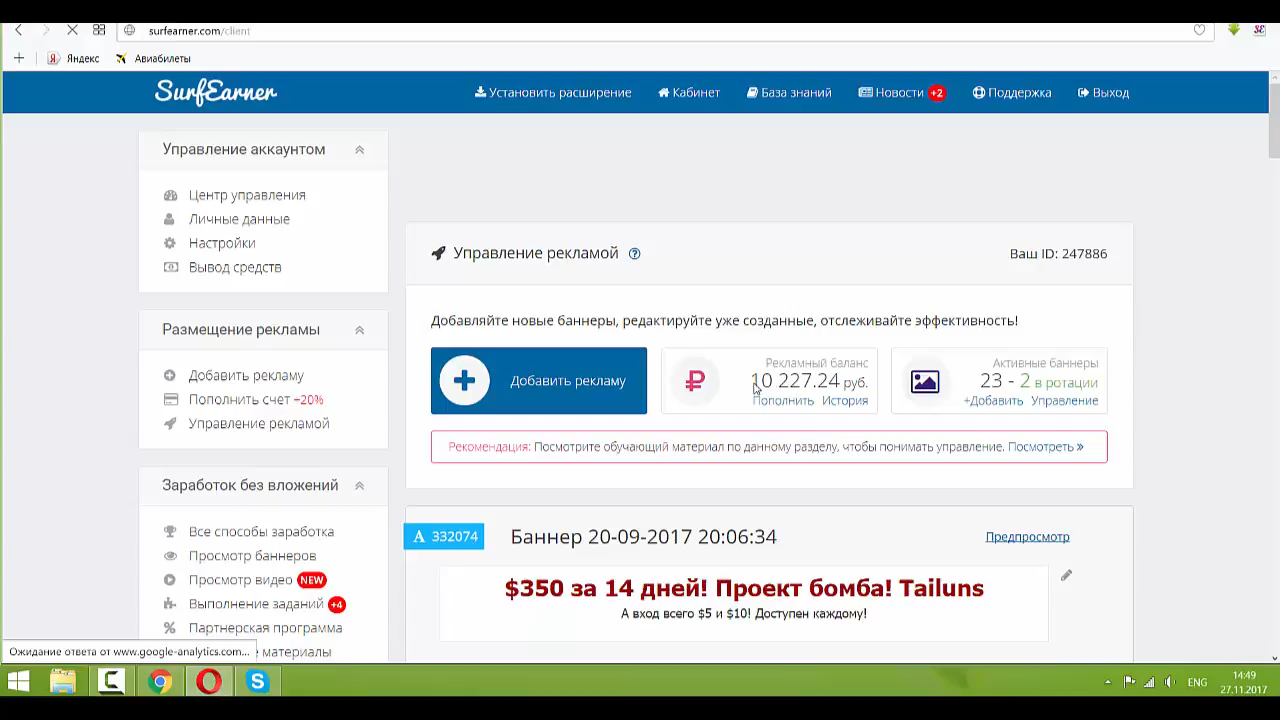 surfearner.com/client
Яндекс Авиабилеты
SurfEarner Установить расширение Кабинет База знаний Новости +2 Поддержка Выход
Управление аккаунтом
Центр управления
Личные данные
Настройки
Вывод средств
Размещение рекламы
Добавить рекламу
Пополнить счет +20%
Управление рекламой
Заработок без вложений
Все способы заработка
Просмотр баннеров
Просмотр видео NEW
Выполнение заданий +4
Партнерская программа
материалы
Управление рекламой Ваш ID: 247886
Добавляйте новые баннеры, редактируйте уже созданные, отслеживайте эффективность!
Добавить рекламу
Рекламный баланс
10 227.24 руб.
Пополнить История
Активные баннеры
23 - 2 в ротации
+Добавить Управление
Рекомендация: Посмотрите обучающий материал по данному разделу, чтобы понимать управление. Посмотреть »
A 332074 Баннер 20-09-2017 20:06:34 Предпросмотр
$350 за 14 дней! Проект бомба! Tailuns
А вход всего $5 и $10! Доступен каждому!
Ожидание ответа от www.google-analytics.com...
ENG
14:49
27.11.2017